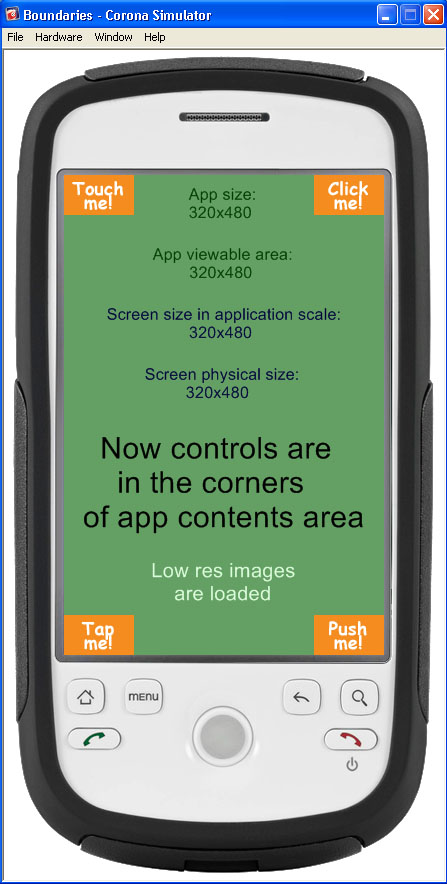 Boundaries - Corona Simulator
File Hardware Window Help
Touch
me!
Click
me!
App size:
320x480
App viewable area:
320x480
Screen size in application scale:
320x480
Screen physical size:
320x480
Now controls are
in the corners
of app contents area
Low res images
are loaded
Tap
me!
Push
me!
MENU